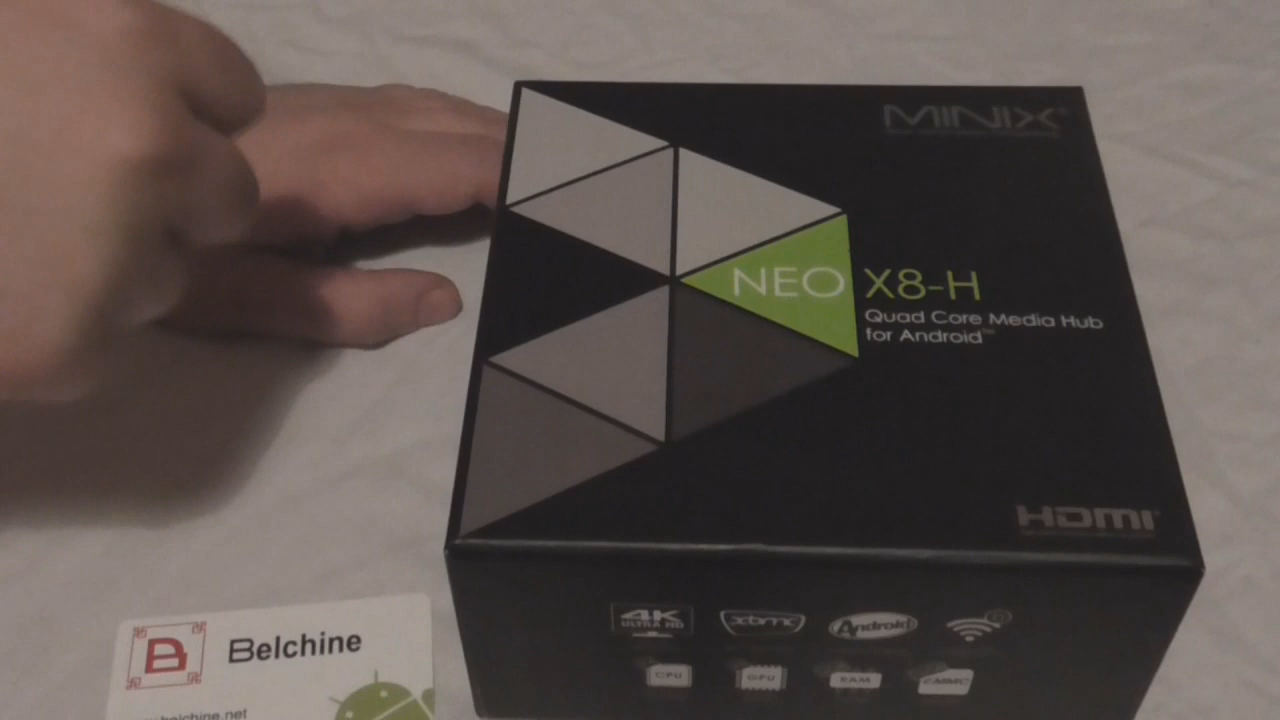 MINIX
NEO X8-H
Quad Core Media Hub
for Android™
HDMI
4K
ULTRA HD
xbmc
Android
CPU
GPU
RAM
eMMC
B Belchine
belchine.net